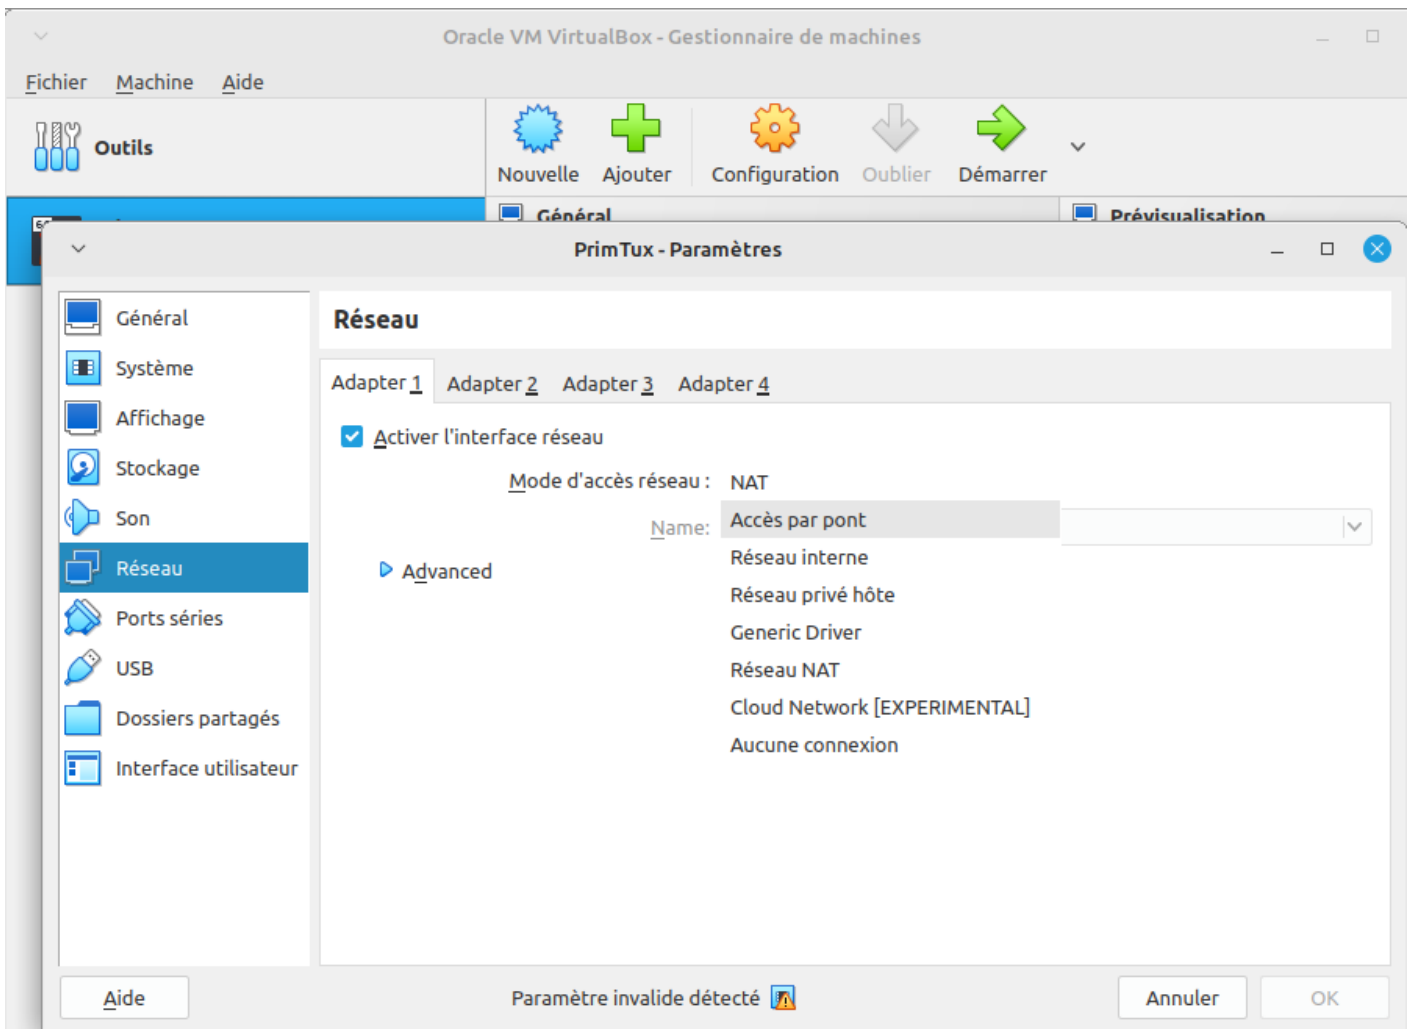 Oracle VM VirtualBox - Gestionnaire de machines
Fichier Machine Aide
Outils
Nouvelle Ajouter Configuration Oublier Démarrer
Général Prévisualisation
PrimTux - Paramètres
Général
Système
Affichage
Stockage
Son
Réseau
Ports séries
USB
Dossiers partagés
Interface utilisateur
Réseau
Adapter 1 Adapter 2 Adapter 3 Adapter 4
Activer l'interface réseau
Mode d'accès réseau : NAT
Accès par pont
Name:
Réseau interne
Advanced
Réseau privé hôte
Generic Driver
Réseau NAT
Cloud Network [EXPERIMENTAL]
Aucune connexion
Aide Paramètre invalide détecté Annuler OK